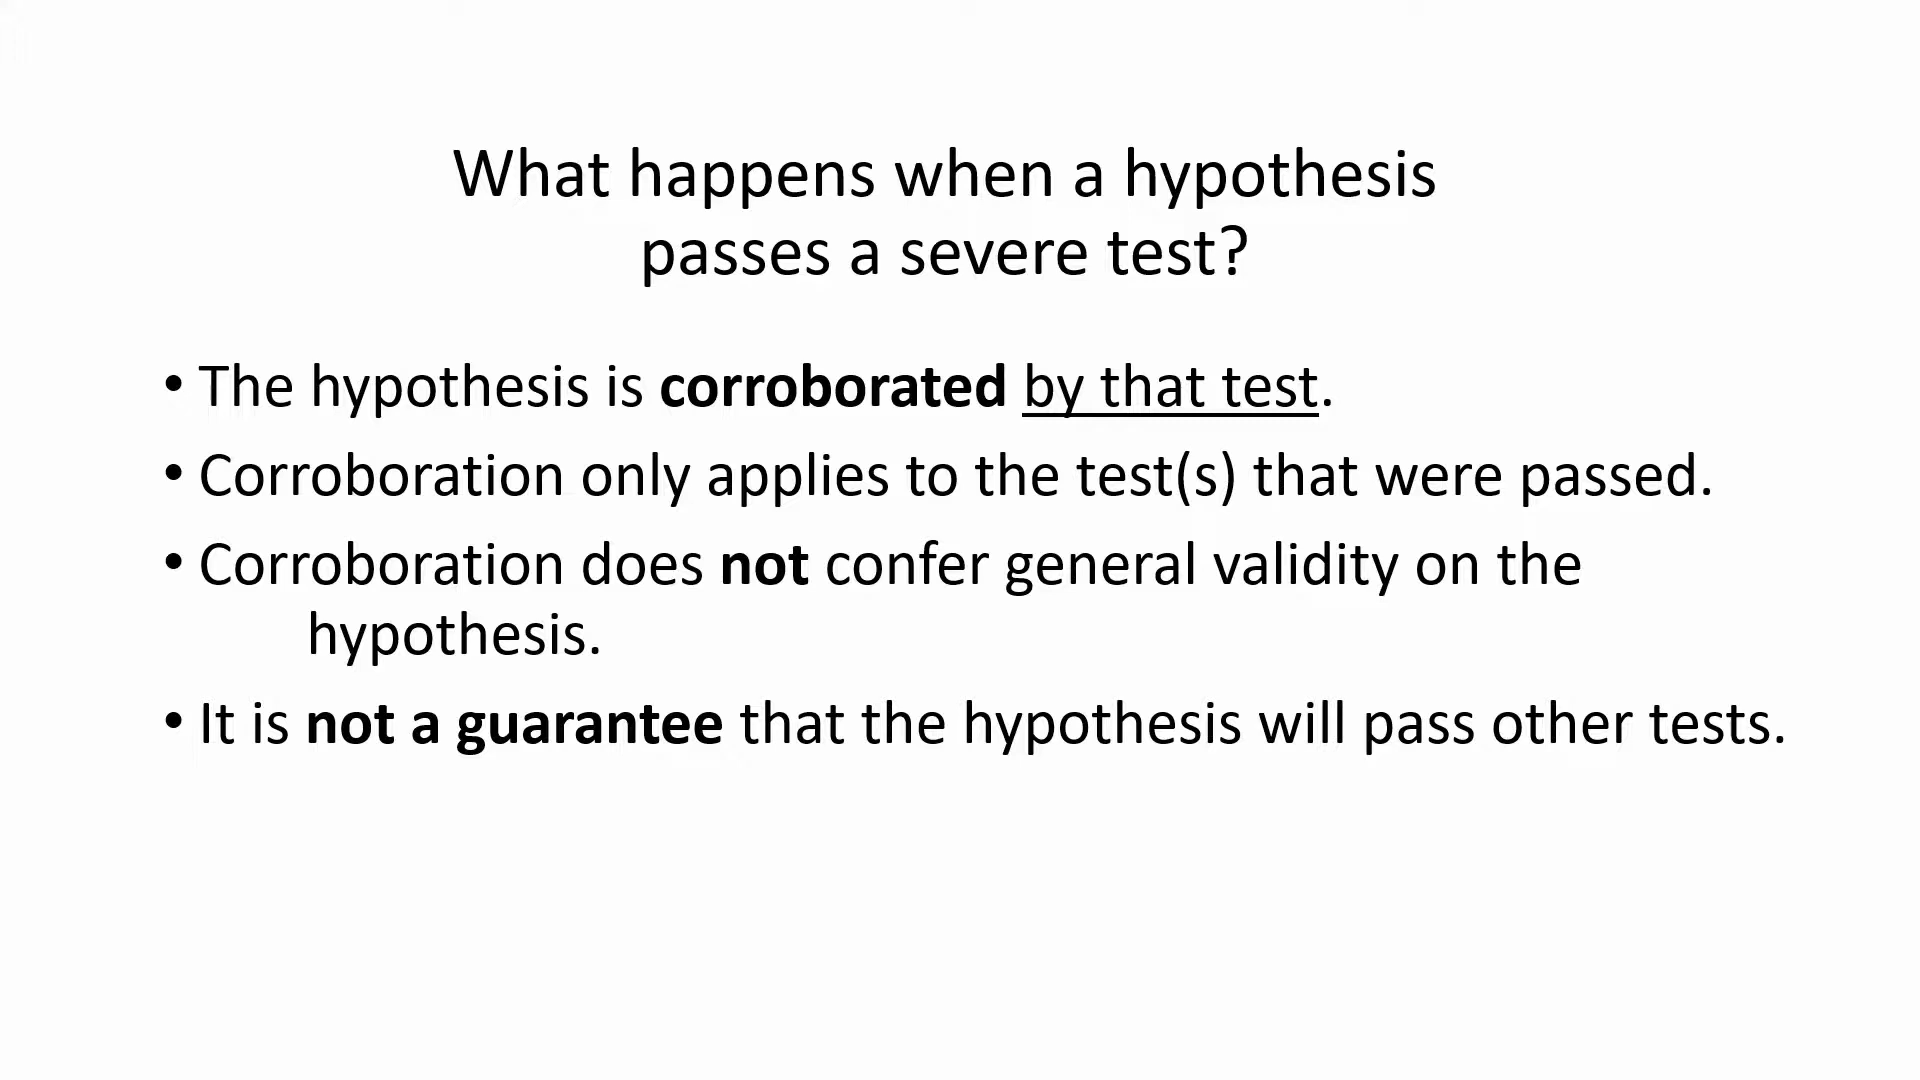 What happens when a hypothesis
passes a severe test?
• The hypothesis is corroborated by that test.
• Corroboration only applies to the test(s) that were passed.
• Corroboration does not confer general validity on the
hypothesis.
• It is not a guarantee that the hypothesis will pass other tests.